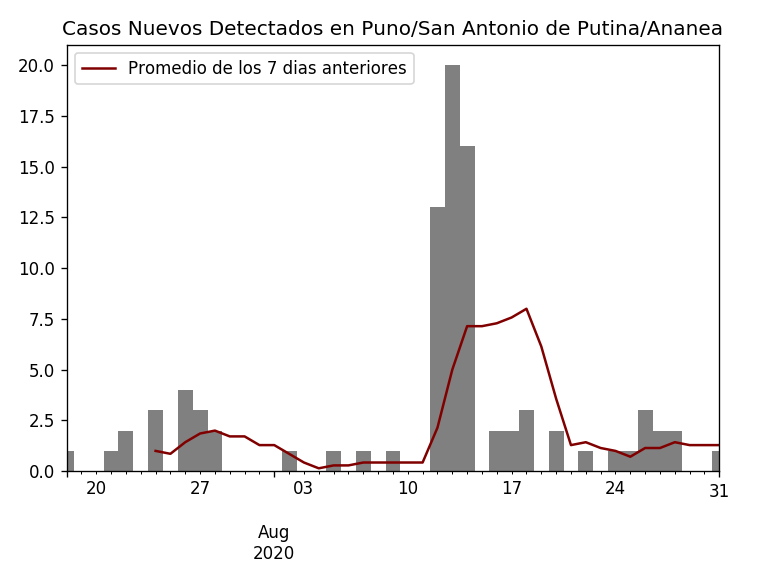 Casos Nuevos Detectados en Puno/San Antonio de Putina/Ananea
Promedio de los 7 dias anteriores
20.0
17.5
15.0
12.5
10.0
7.5
5.0
2.5
0.0
20 27 03 10 17 24 31
Aug
2020